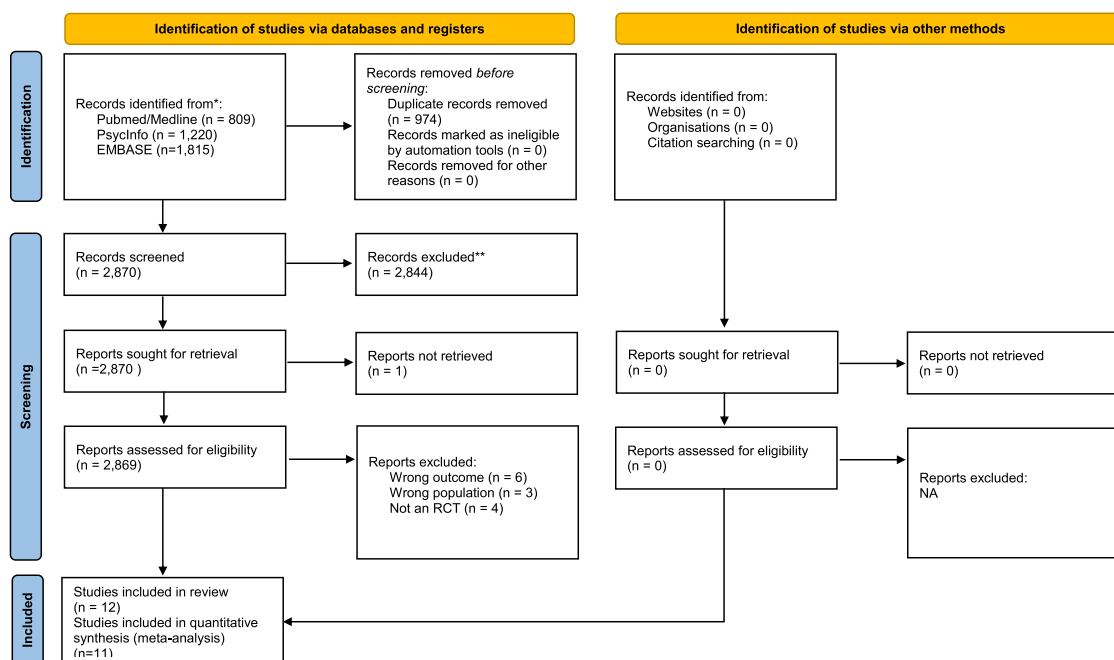 Identification of studies via databases and registers
Identification of studies via other methods
Identification
Records identified from*:
Pubmed/Medline (n = 809)
PsycInfo (n = 1,220)
EMBASE (n=1,815)
Records removed before
screening:
Duplicate records removed
(n = 974)
Records marked as ineligible
by automation tools (n = 0)
Records removed for other
reasons (n = 0)
Records identified from:
Websites (n = 0)
Organisations (n = 0)
Citation searching (n = 0)
Screening
Records screened
(n = 2,870)
Records excluded**
(n = 2,844)
Reports sought for retrieval
(n =2,870 )
Reports not retrieved
(n = 1)
Reports sought for retrieval
(n = 0)
Reports not retrieved
(n = 0)
Reports assessed for eligibility
(n = 2,869)
Reports excluded:
Wrong outcome (n = 6)
Wrong population (n = 3)
Not an RCT (n = 4)
Reports assessed for eligibility
(n = 0)
Reports excluded:
NA
Included
Studies included in review
(n = 12)
Studies included in quantitative
synthesis (meta-analysis)
(n=11)